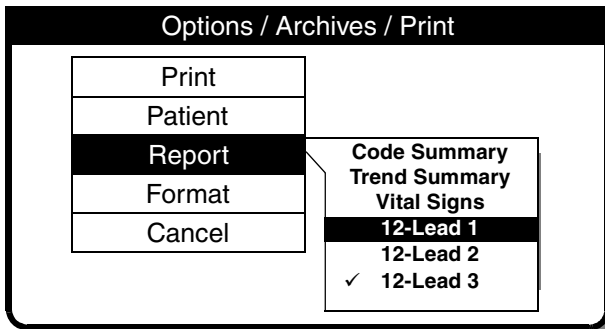 Options / Archives / Print
Print
Patient
Report
Format
Cancel
Code Summary
Trend Summary
Vital Signs
12-Lead 1
12-Lead 2
✓ 12-Lead 3